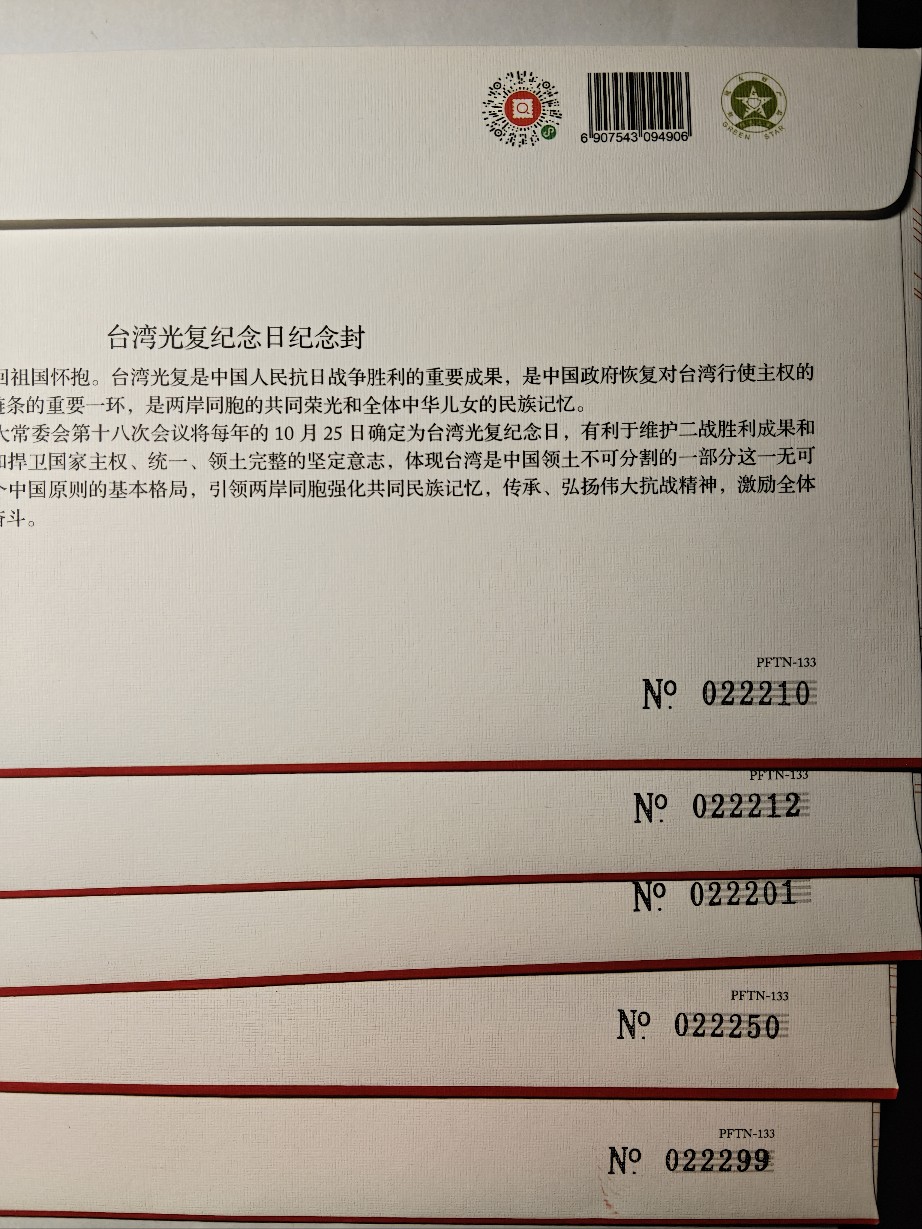 6 907543 094906
GREEN STAR
台湾光复纪念日纪念封
回祖国怀抱。台湾光复是中国人民抗日战争胜利的重要成果，是中国政府恢复对台湾行使主权的
链条的重要一环，是两岸同胞的共同荣光和全体中华儿女的民族记忆。
大常委会第十八次会议将每年的 10 月 25 日确定为台湾光复纪念日，有利于维护二战胜利成果和
和捍卫国家主权、统一、领土完整的坚定意志，体现台湾是中国领土不可分割的一部分这一无可
个中国原则的基本格局，引领两岸同胞强化共同民族记忆，传承、弘扬伟大抗战精神，激励全体
奋斗。
PFTN-133
№ 022210
PFTN-133
№ 022212
№ 022201
PFTN-133
№ 022250
PFTN-133
№ 022299